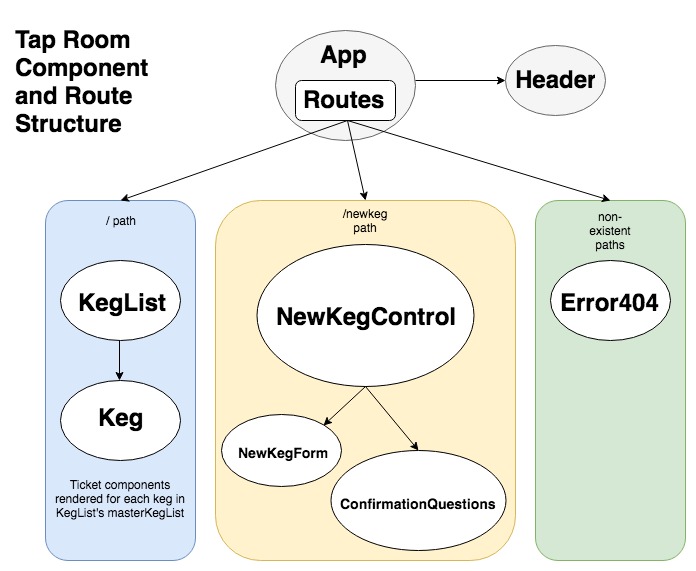 Tap Room
Component
and Route
Structure
App
Routes
Header
/ path
KegList
Keg
Ticket components
rendered for each keg in
KegList's masterKegList
/newkeg
path
NewKegControl
NewKegForm
ConfirmationQuestions
non-
existent
paths
Error404